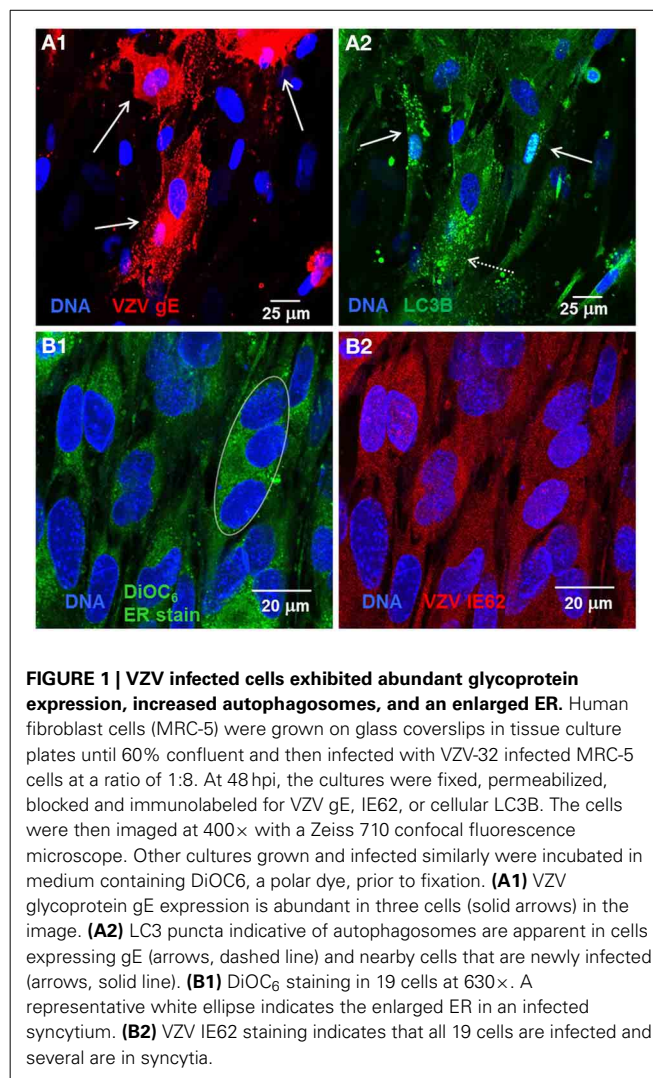 A1
A2
DNA VZV gE
25 µm
DNA LC3B
25 µm
B1
B2
DNA
DiOC₆
ER stain
20 µm
DNA VZV IE62
20 µm
FIGURE 1 | VZV infected cells exhibited abundant glycoprotein
expression, increased autophagosomes, and an enlarged ER. Human
fibroblast cells (MRC-5) were grown on glass coverslips in tissue culture
plates until 60% confluent and then infected with VZV-32 infected MRC-5
cells at a ratio of 1:8. At 48 hpi, the cultures were fixed, permeabilized,
blocked and immunolabeled for VZV gE, IE62, or cellular LC3B. The cells
were then imaged at 400× with a Zeiss 710 confocal fluorescence
microscope. Other cultures grown and infected similarly were incubated in
medium containing DiOC6, a polar dye, prior to fixation. (A1) VZV
glycoprotein gE expression is abundant in three cells (solid arrows) in the
image. (A2) LC3 puncta indicative of autophagosomes are apparent in cells
expressing gE (arrows, dashed line) and nearby cells that are newly infected
(arrows, solid line). (B1) DiOC₆ staining in 19 cells at 630×. A
representative white ellipse indicates the enlarged ER in an infected
syncytium. (B2) VZV IE62 staining indicates that all 19 cells are infected and
several are in syncytia.